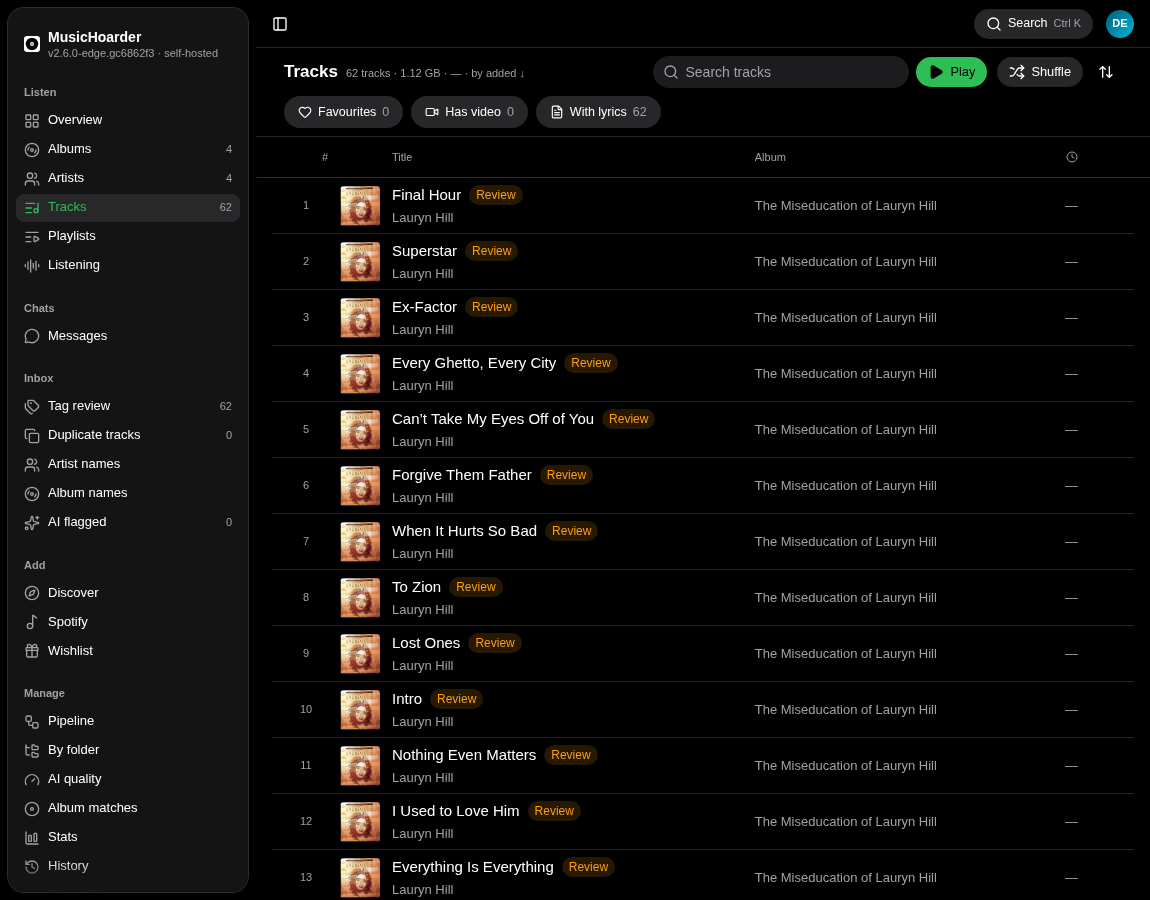 MusicHoarder
v2.6.0-edge.gc6862f3 · self-hosted
Listen
Overview
Albums 4
Artists 4
Tracks 62
Playlists
Listening
Chats
Messages
Inbox
Tag review 62
Duplicate tracks 0
Artist names
Album names
AI flagged 0
Add
Discover
Spotify
Wishlist
Manage
Pipeline
By folder
AI quality
Album matches
Stats
History
Search Ctrl K
DE
Tracks 62 tracks · 1.12 GB · — · by added ↓
Search tracks
Play
Shuffle
Favourites 0
Has video 0
With lyrics 62
# Title Album
1 Final Hour Review The Miseducation of Lauryn Hill —
Lauryn Hill
2 Superstar Review The Miseducation of Lauryn Hill —
Lauryn Hill
3 Ex-Factor Review The Miseducation of Lauryn Hill —
Lauryn Hill
4 Every Ghetto, Every City Review The Miseducation of Lauryn Hill —
Lauryn Hill
5 Can’t Take My Eyes Off of You Review The Miseducation of Lauryn Hill —
Lauryn Hill
6 Forgive Them Father Review The Miseducation of Lauryn Hill —
Lauryn Hill
7 When It Hurts So Bad Review The Miseducation of Lauryn Hill —
Lauryn Hill
8 To Zion Review The Miseducation of Lauryn Hill —
Lauryn Hill
9 Lost Ones Review The Miseducation of Lauryn Hill —
Lauryn Hill
10 Intro Review The Miseducation of Lauryn Hill —
Lauryn Hill
11 Nothing Even Matters Review The Miseducation of Lauryn Hill —
Lauryn Hill
12 I Used to Love Him Review The Miseducation of Lauryn Hill —
Lauryn Hill
13 Everything Is Everything Review The Miseducation of Lauryn Hill —
Lauryn Hill